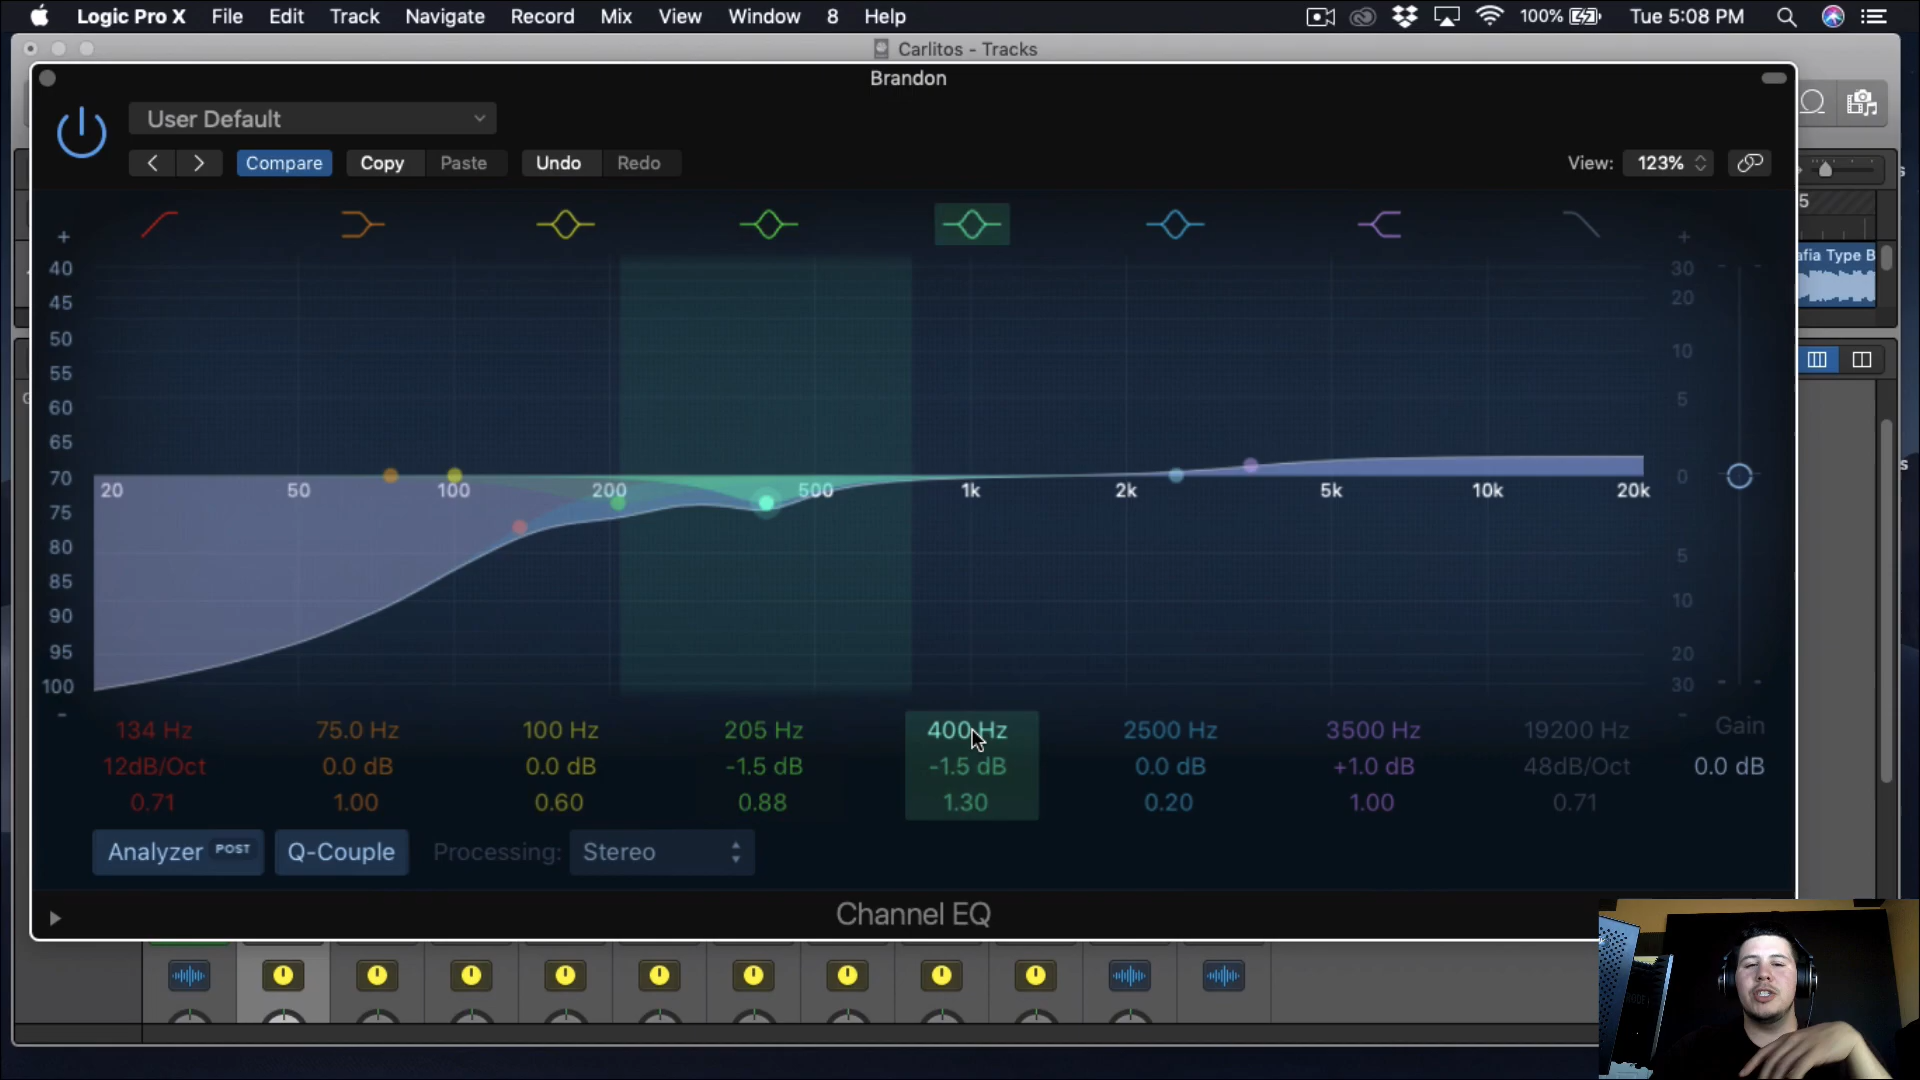 Logic Pro X File Edit Track Navigate Record Mix View Window 8 Help 100% Tue 5:08 PM
Carlitos - Tracks
Brandon
User Default
Compare Copy Paste Undo Redo View: 123%
5
afia Type B
+ +
40 30
45 20
50
55 10
60 5
65
70 0
20 50 100 200 500 1k 2k 5k 10k 20k
75
80 5
85
90 10
95 20
100 30
- -
134 Hz 75.0 Hz 100 Hz 205 Hz 400 Hz 2500 Hz 3500 Hz 19200 Hz Gain
12dB/Oct 0.0 dB 0.0 dB -1.5 dB -1.5 dB 0.0 dB +1.0 dB 48dB/Oct 0.0 dB
0.71 1.00 0.60 0.88 1.30 0.20 1.00 0.71
Analyzer POST Q-Couple Processing: Stereo
Channel EQ